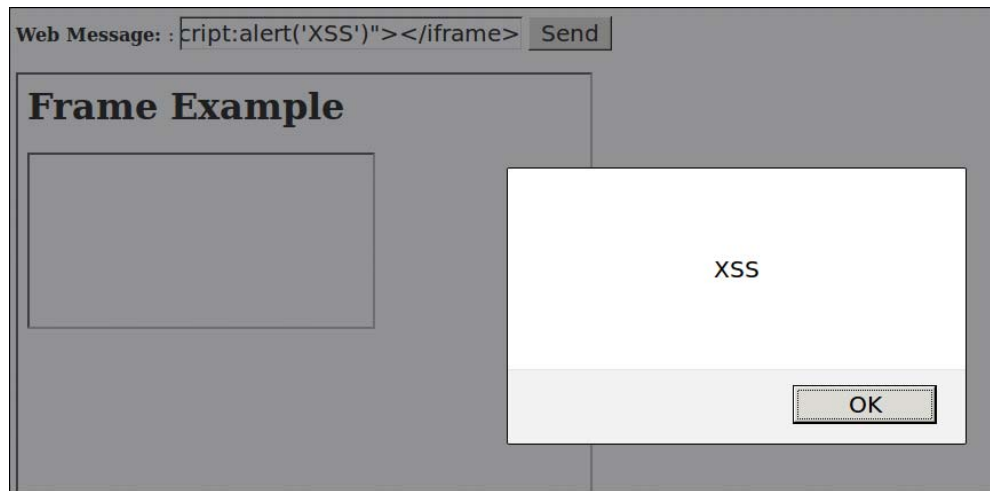 Web Message: : cript:alert('XSS')"></iframe> Send
Frame Example
XSS
OK